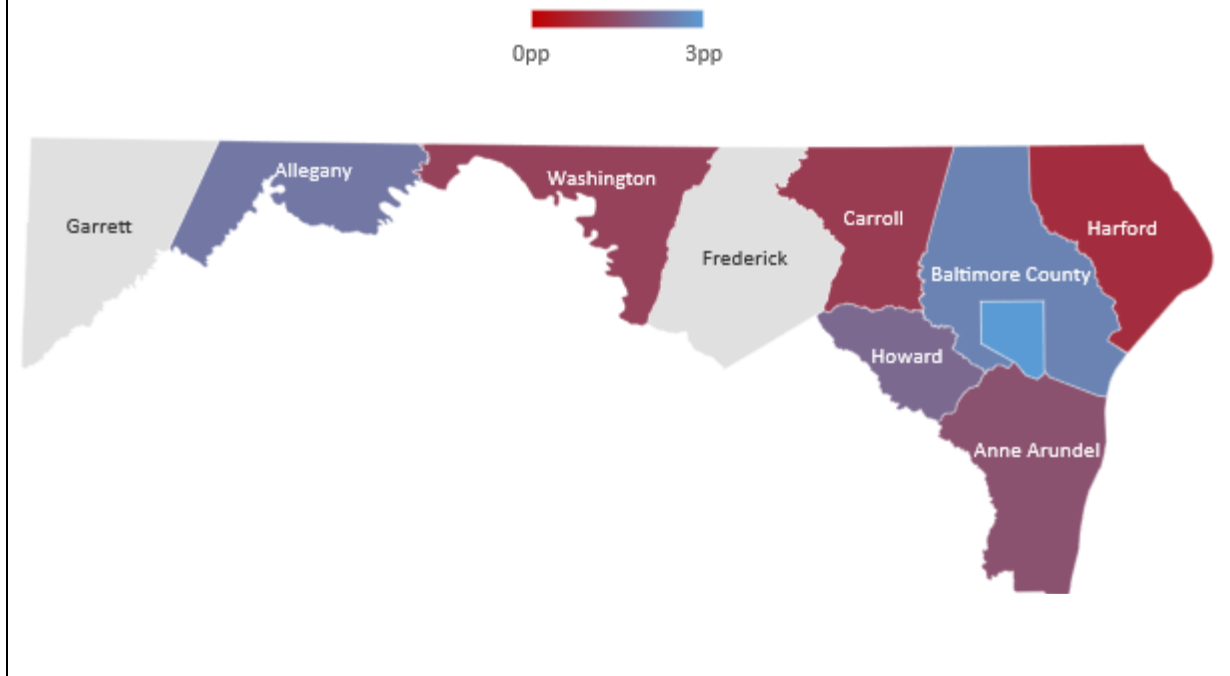 0pp 3pp
Allegany
Washington
Garrett
Carroll
Harford
Frederick
Baltimore County
Howard
Anne Arundel